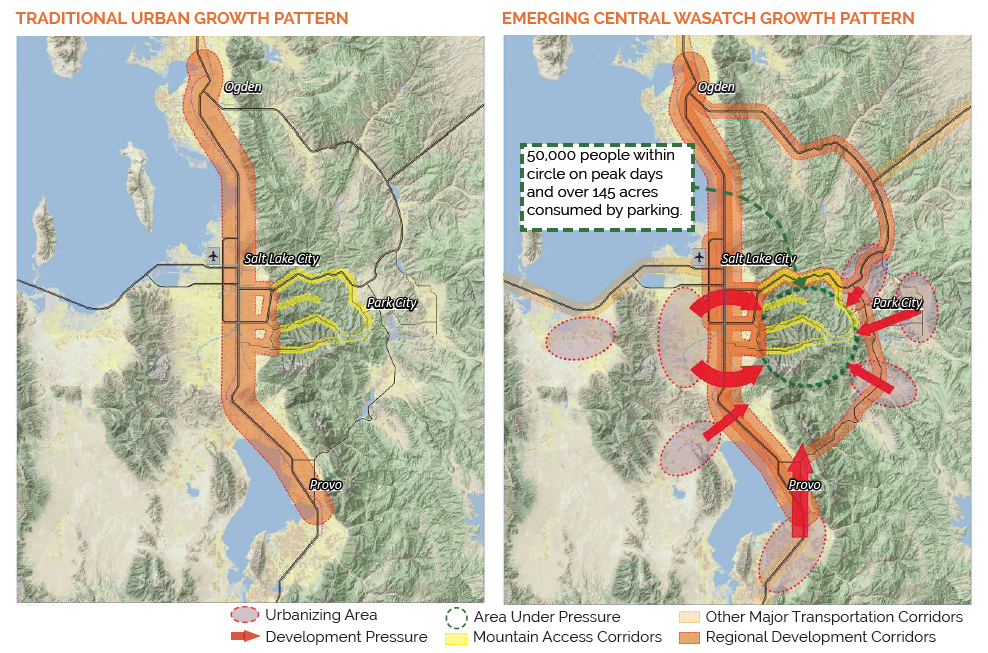 TRADITIONAL URBAN GROWTH PATTERN
Ogden
Salt Lake City
Park City
Provo
EMERGING CENTRAL WASATCH GROWTH PATTERN
Ogden
50,000 people within
circle on peak days
and over 145 acres
consumed by parking.
Salt Lake City
Park City
Provo
Urbanizing Area
Development Pressure
Area Under Pressure
Mountain Access Corridors
Other Major Transportation Corridors
Regional Development Corridors